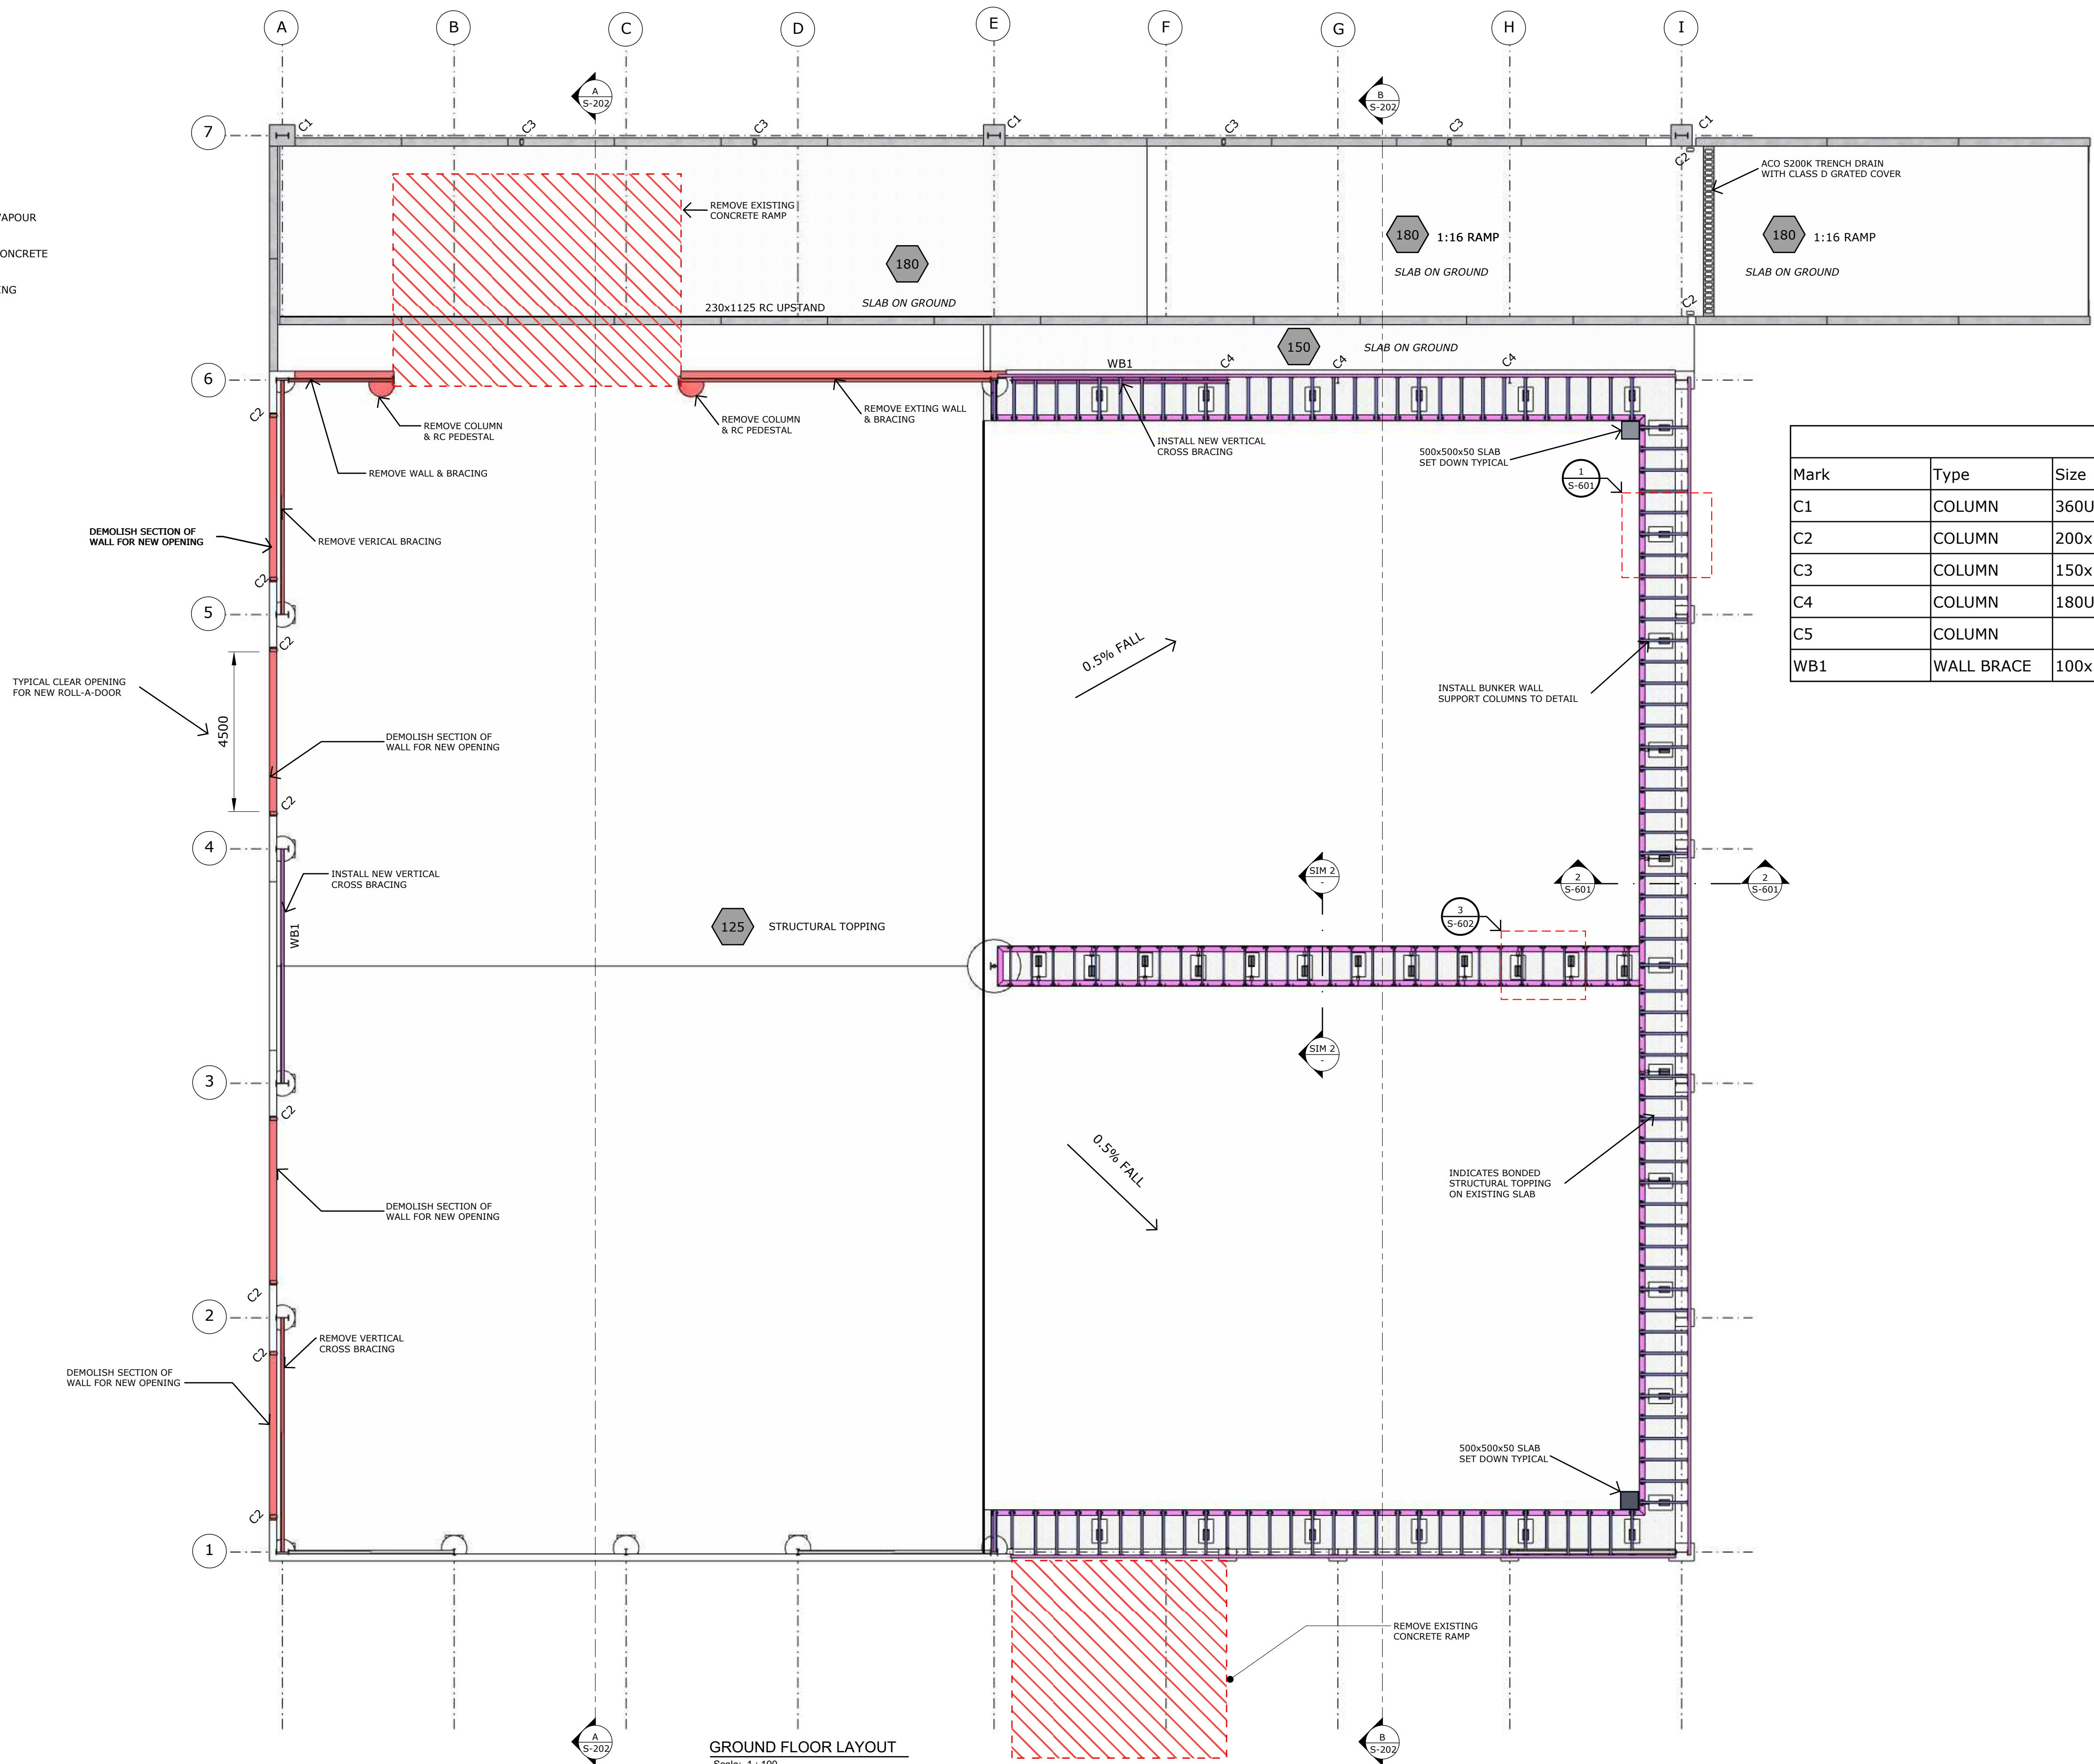 A
B
C
D
E
F
G
H
I
A
S-202
B
S-202
7
C1
C3
C3
C1
C3
C3
C1
C2
ACO S200K TRENCH DRAIN
WITH CLASS D GRATED COVER
REMOVE EXISTING
CONCRETE RAMP
180
SLAB ON GROUND
180
1:16 RAMP
SLAB ON GROUND
180
1:16 RAMP
SLAB ON GROUND
230x1125 RC UPSTAND
C2
150
SLAB ON GROUND
6
WB1
C4
C4
C4
C2
REMOVE COLUMN
& RC PEDESTAL
REMOVE COLUMN
& RC PEDESTAL
REMOVE EXTING WALL
& BRACING
INSTALL NEW VERTICAL
CROSS BRACING
500x500x50 SLAB
SET DOWN TYPICAL
REMOVE WALL & BRACING
1
S-601
DEMOLISH SECTION OF
WALL FOR NEW OPENING
REMOVE VERICAL BRACING
C2
5
C2
Mark
Type
Size
C1
COLUMN
C2
COLUMN
C3
COLUMN
C4
COLUMN
C5
COLUMN
WB1
WALL BRACE
0.5% FALL
TYPICAL CLEAR OPENING
FOR NEW ROLL-A-DOOR
4500
INSTALL BUNKER WALL
SUPPORT COLUMNS TO DETAIL
DEMOLISH SECTION OF
WALL FOR NEW OPENING
C2
4
INSTALL NEW VERTICAL
CROSS BRACING
WB1
SIM 2
-
2
S-601
2
S-601
125
STRUCTURAL TOPPING
3
S-602
SIM 2
-
3
C2
0.5% FALL
INDICATES BONDED
STRUCTURAL TOPPING
ON EXISTING SLAB
DEMOLISH SECTION OF
WALL FOR NEW OPENING
C2
2
REMOVE VERTICAL
CROSS BRACING
C2
DEMOLISH SECTION OF
WALL FOR NEW OPENING
500x500x50 SLAB
SET DOWN TYPICAL
C2
1
REMOVE EXISTING
CONCRETE RAMP
A
S-202
B
S-202
GROUND FLOOR LAYOUT